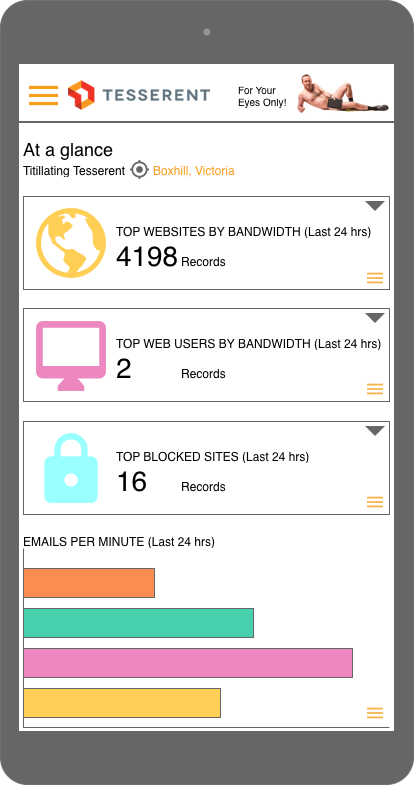 TESSERENT
For Your
Eyes Only!
At a glance
Titillating Tesserent Boxhill, Victoria
TOP WEBSITES BY BANDWIDTH (Last 24 hrs)
4198 Records
TOP WEB USERS BY BANDWIDTH (Last 24 hrs)
2 Records
TOP BLOCKED SITES (Last 24 hrs)
16 Records
EMAILS PER MINUTE (Last 24 hrs)